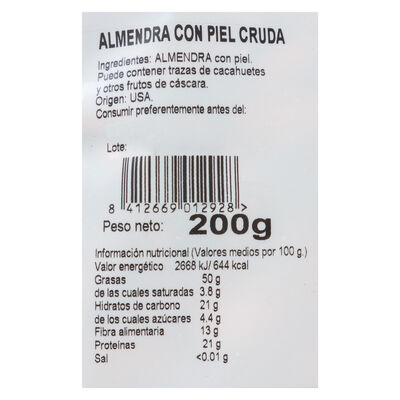 ALMENDRA CON PIEL CRUDA
Ingredientes: ALMENDRA con piel.
Puede contener trazas de cacahuetes
y otros frutos de cáscara.
Origen: USA.
Consumir preferentemente antes del:
Lote:
8 412669 012928 >
Peso neto: 200g
Información nutricional (Valores medios por 100 g.)
Valor energético 2668 kJ/ 644 kcal
Grasas 50 g
de las cuales saturadas 3.8 g
Hidratos de carbono 21 g
de los cuales azúcares 4.4 g
Fibra alimentaria 13 g
Proteínas 21 g
Sal <0.01 g